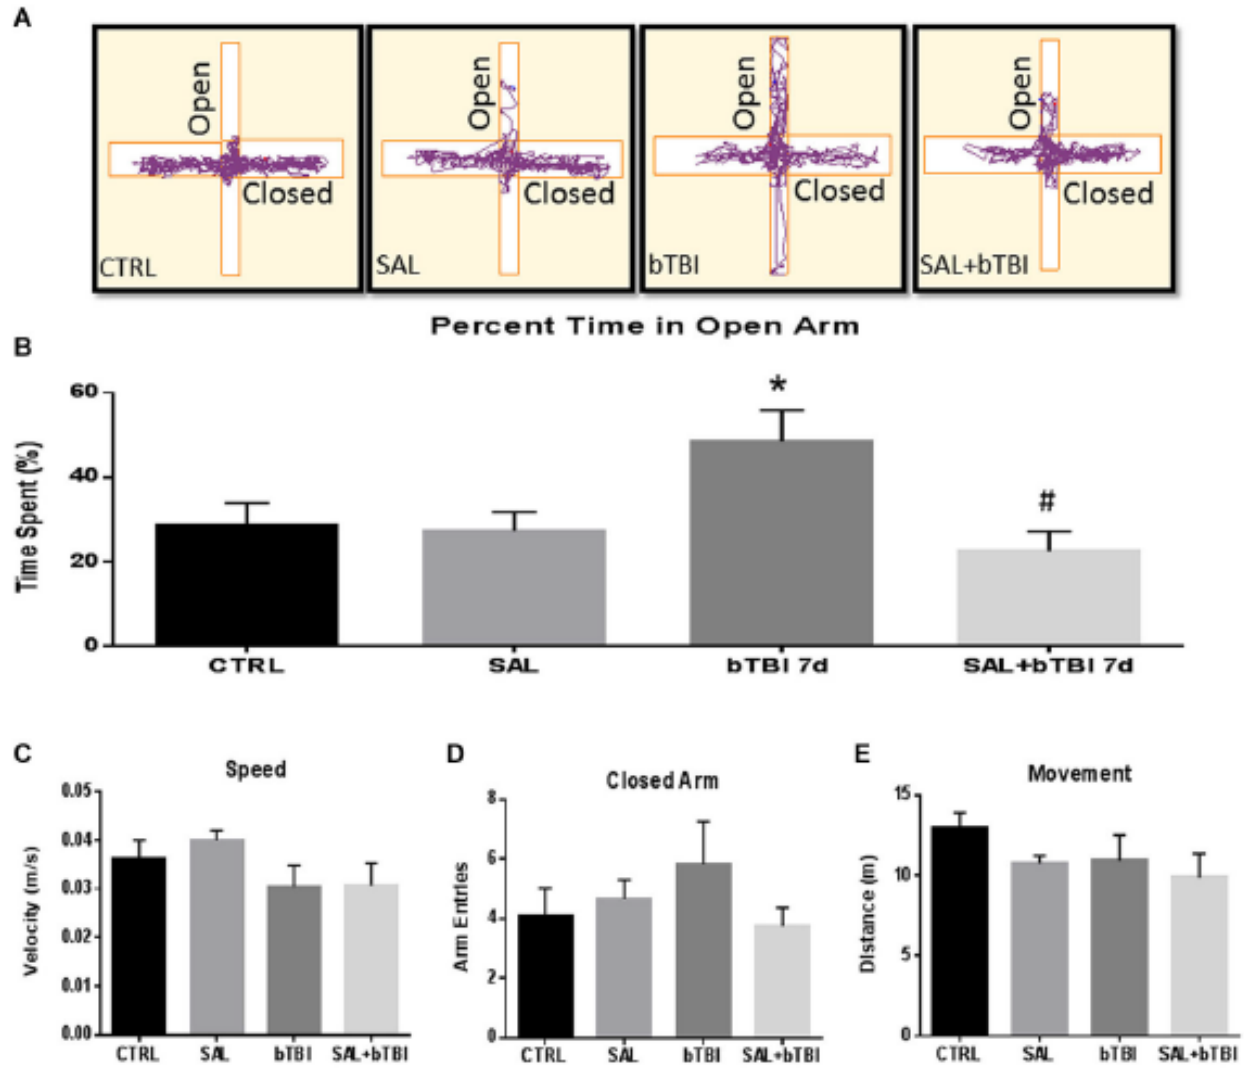 A
Open
Closed
CTRL
Open
Closed
SAL
Open
Closed
bTBI
Open
Closed
SAL+bTBI
Percent Time in Open Arm
B
Time Spent (%)
60
40
20
0
*
#
CTRL
SAL
bTBI 7d
SAL+bTBI 7d
C
Speed
Velocity (m/s)
0.05
0.04
0.03
0.02
0.01
0.00
CTRL
SAL
bTBI
SAL+bTBI
D
Closed Arm
Arm Entries
8
6
4
2
0
CTRL
SAL
bTBI
SAL+bTBI
E
Movement
Distance (m)
15
10
5
0
CTRL
SAL
bTBI
SAL+bTBI